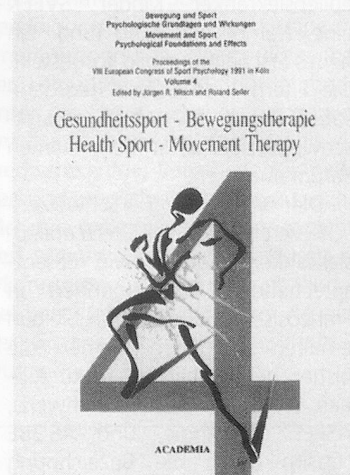 Bewegung und Sport
Psychologische Grundlagen und Wirkungen
Movement and Sport
Psychological Foundations and Effects
Proceedings of the
VIII European Congress of Sport Psychology 1991 in Köln
Volume 4
Edited by Jürgen R. Nitsch and Roland Seiler
Gesundheitssport - Bewegungstherapie
Health Sport - Movement Therapy
4
ACADEMIA